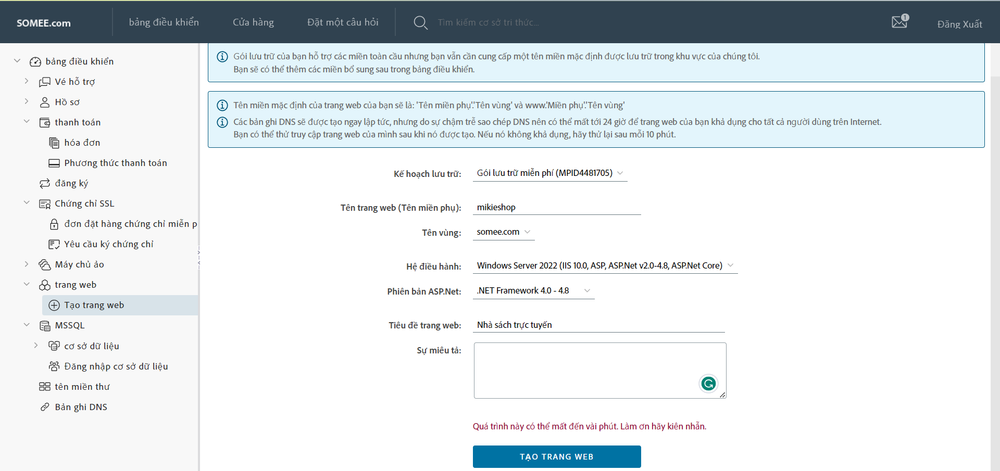 SOMEE.com
bảng điều khiển
Cửa hàng
Đặt một câu hỏi
Tìm kiếm cơ sở tri thức...
1
Đăng Xuất
bảng điều khiển
Vé hỗ trợ
Hồ sơ
thanh toán
hóa đơn
Phương thức thanh toán
đăng ký
Chứng chỉ SSL
đơn đặt hàng chứng chỉ miễn p
Yêu cầu ký chứng chỉ
Máy chủ ảo
trang web
Tạo trang web
MSSQL
cơ sở dữ liệu
Đăng nhập cơ sở dữ liệu
tên miền thư
Bản ghi DNS
Gói lưu trữ của bạn hỗ trợ các miền toàn cầu nhưng bạn vẫn cần cung cấp một tên miền mặc định được lưu trữ trong khu vực của chúng tôi.
Bạn sẽ có thể thêm các miền bổ sung sau trong bảng điều khiển.
Tên miền mặc định của trang web của bạn sẽ là: 'Tên miền phụ'.'Tên vùng' và www.'Miền phụ'.'Tên vùng'
Các bản ghi DNS sẽ được tạo ngay lập tức, nhưng do sự chậm trễ sao chép DNS nên có thể mất tới 24 giờ để trang web của bạn khả dụng cho tất cả người dùng trên Internet.
Bạn có thể thử truy cập trang web của mình sau khi nó được tạo. Nếu nó không khả dụng, hãy thử lại sau mỗi 10 phút.
Kế hoạch lưu trữ: Gói lưu trữ miễn phí (MPID4481705)
Tên trang web (Tên miền phụ): mikieshop
Tên vùng: somee.com
Hệ điều hành: Windows Server 2022 (IIS 10.0, ASP, ASP.Net v2.0-4.8, ASP.Net Core)
Phiên bản ASP.Net: .NET Framework 4.0 - 4.8
Tiêu đề trang web: Nhà sách trực tuyến
Sự miêu tả:
Quá trình này có thể mất đến vài phút. Làm ơn hãy kiên nhẫn.
TẠO TRANG WEB